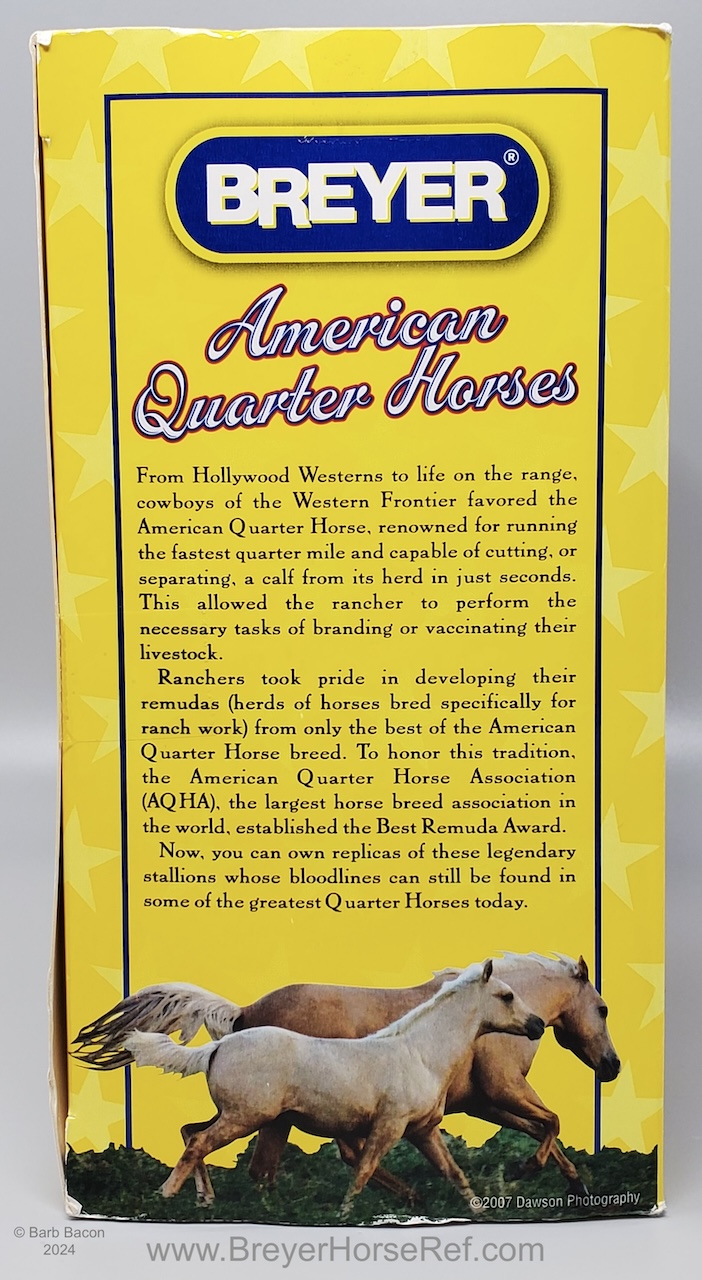 BREYER®
American
Quarter Horses
From Hollywood Westerns to life on the range,
cowboys of the Western Frontier favored the
American Quarter Horse, renowned for running
the fastest quarter mile and capable of cutting, or
separating, a calf from its herd in just seconds.
This allowed the rancher to perform the
necessary tasks of branding or vaccinating their
livestock.
Ranchers took pride in developing their
remudas (herds of horses bred specifically for
ranch work) from only the best of the American
Quarter Horse breed. To honor this tradition,
the American Quarter Horse Association
(AQHA), the largest horse breed association in
the world, established the Best Remuda Award.
Now, you can own replicas of these legendary
stallions whose bloodlines can still be found in
some of the greatest Quarter Horses today.
©2007 Dawson Photography
© Barb Bacon
2024
www.BreyerHorseRef.com